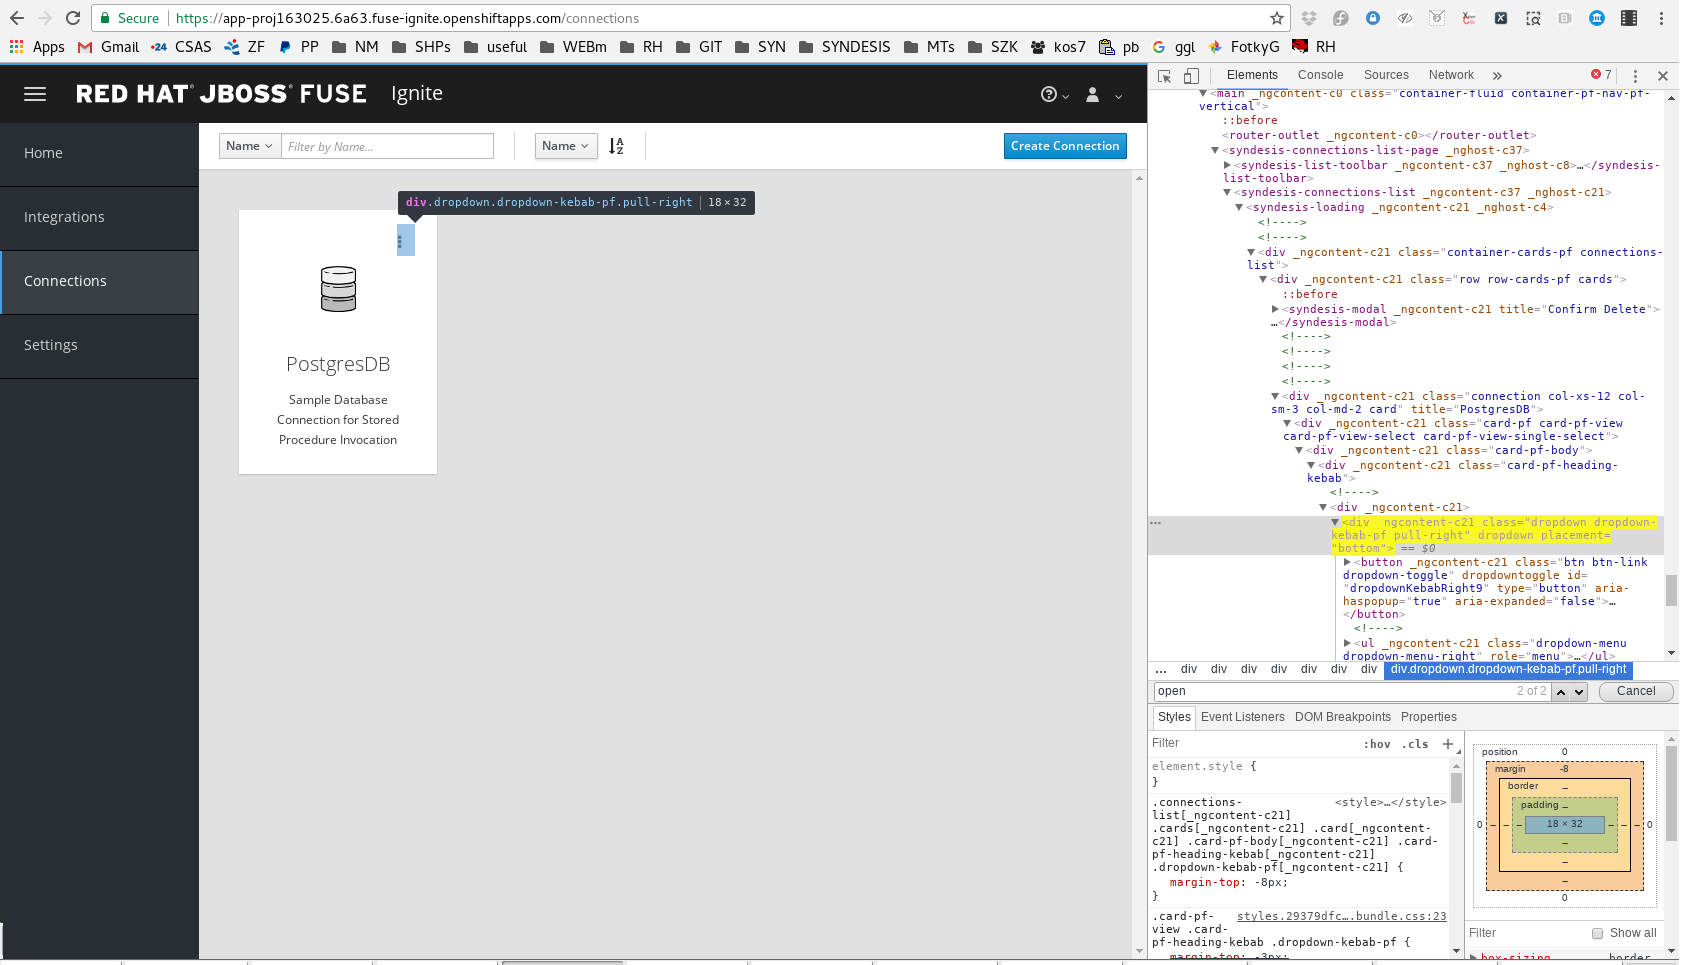 Secure https://app-proj163025.6a63.fuse-ignite.openshiftapps.com/connections
Apps Gmail -24 CSAS ZF PP NM SHPs useful WEBm RH GIT SYN SYNDESIS MTs SZK kos7 pb ggl FotkyG RH
RED HAT JBOSS FUSE Ignite
Home
Integrations
Connections
Settings
Name Filter by Name... Name A Z Create Connection
div.dropdown.dropdown-kebab-pf.pull-right 18 × 32
PostgresDB
Sample Database
Connection for Stored
Procedure Invocation
Elements Console Sources Network » 7
<main _ngcontent-c0 class="container-fluid container-pf-nav-pf-
vertical">
::before
<router-outlet _ngcontent-c0></router-outlet>
<syndesis-connections-list-page _nghost-c37>
<syndesis-list-toolbar _ngcontent-c37 _nghost-c8>…</syndesis-
list-toolbar>
<syndesis-connections-list _ngcontent-c37 _nghost-c21>
<syndesis-loading _ngcontent-c21 _nghost-c4>
<!---->
<!---->
<div _ngcontent-c21 class="container-cards-pf connections-
list">
<div _ngcontent-c21 class="row row-cards-pf cards">
::before
<syndesis-modal _ngcontent-c21 title="Confirm Delete">
…</syndesis-modal>
<!---->
<!---->
<!---->
<!---->
<div _ngcontent-c21 class="connection col-xs-12 col-
sm-3 col-md-2 card" title="PostgresDB">
<div _ngcontent-c21 class="card-pf card-pf-view
card-pf-view-select card-pf-view-single-select">
<div _ngcontent-c21 class="card-pf-body">
<div _ngcontent-c21 class="card-pf-heading-
kebab">
<!---->
<div _ngcontent-c21>
… <div _ngcontent-c21 class="dropdown dropdown-
kebab-pf pull-right" dropdown placement=
"bottom"> == $0
<button _ngcontent-c21 class="btn btn-link
dropdown-toggle" dropdowntoggle id=
"dropdownKebabRight9" type="button" aria-
haspopup="true" aria-expanded="false">…
</button>
<!---->
<ul _ngcontent-c21 class="dropdown-menu
dropdown-menu-right" role="menu">…</ul>
... div div div div div div div div.dropdown.dropdown-kebab-pf.pull-right
open 2 of 2 Cancel
Styles Event Listeners DOM Breakpoints Properties
Filter :hov .cls +
element.style {
}
.connections- <style>…</style>
list[_ngcontent-c21]
.cards[_ngcontent-c21] .card[_ngcontent-
c21] .card-pf-body[_ngcontent-c21] .card-
pf-heading-kebab[_ngcontent-c21]
.dropdown-kebab-pf[_ngcontent-c21] {
margin-top: -8px;
}
.card-pf- styles.29379dfc….bundle.css:23
view .card-
pf-heading-kebab .dropdown-kebab-pf {
margin-top: -3px;
position 0
margin -8
border –
padding –
0 – – – 18 × 32 – – – 0
–
–
–
0
Filter Show all
box-sizing border